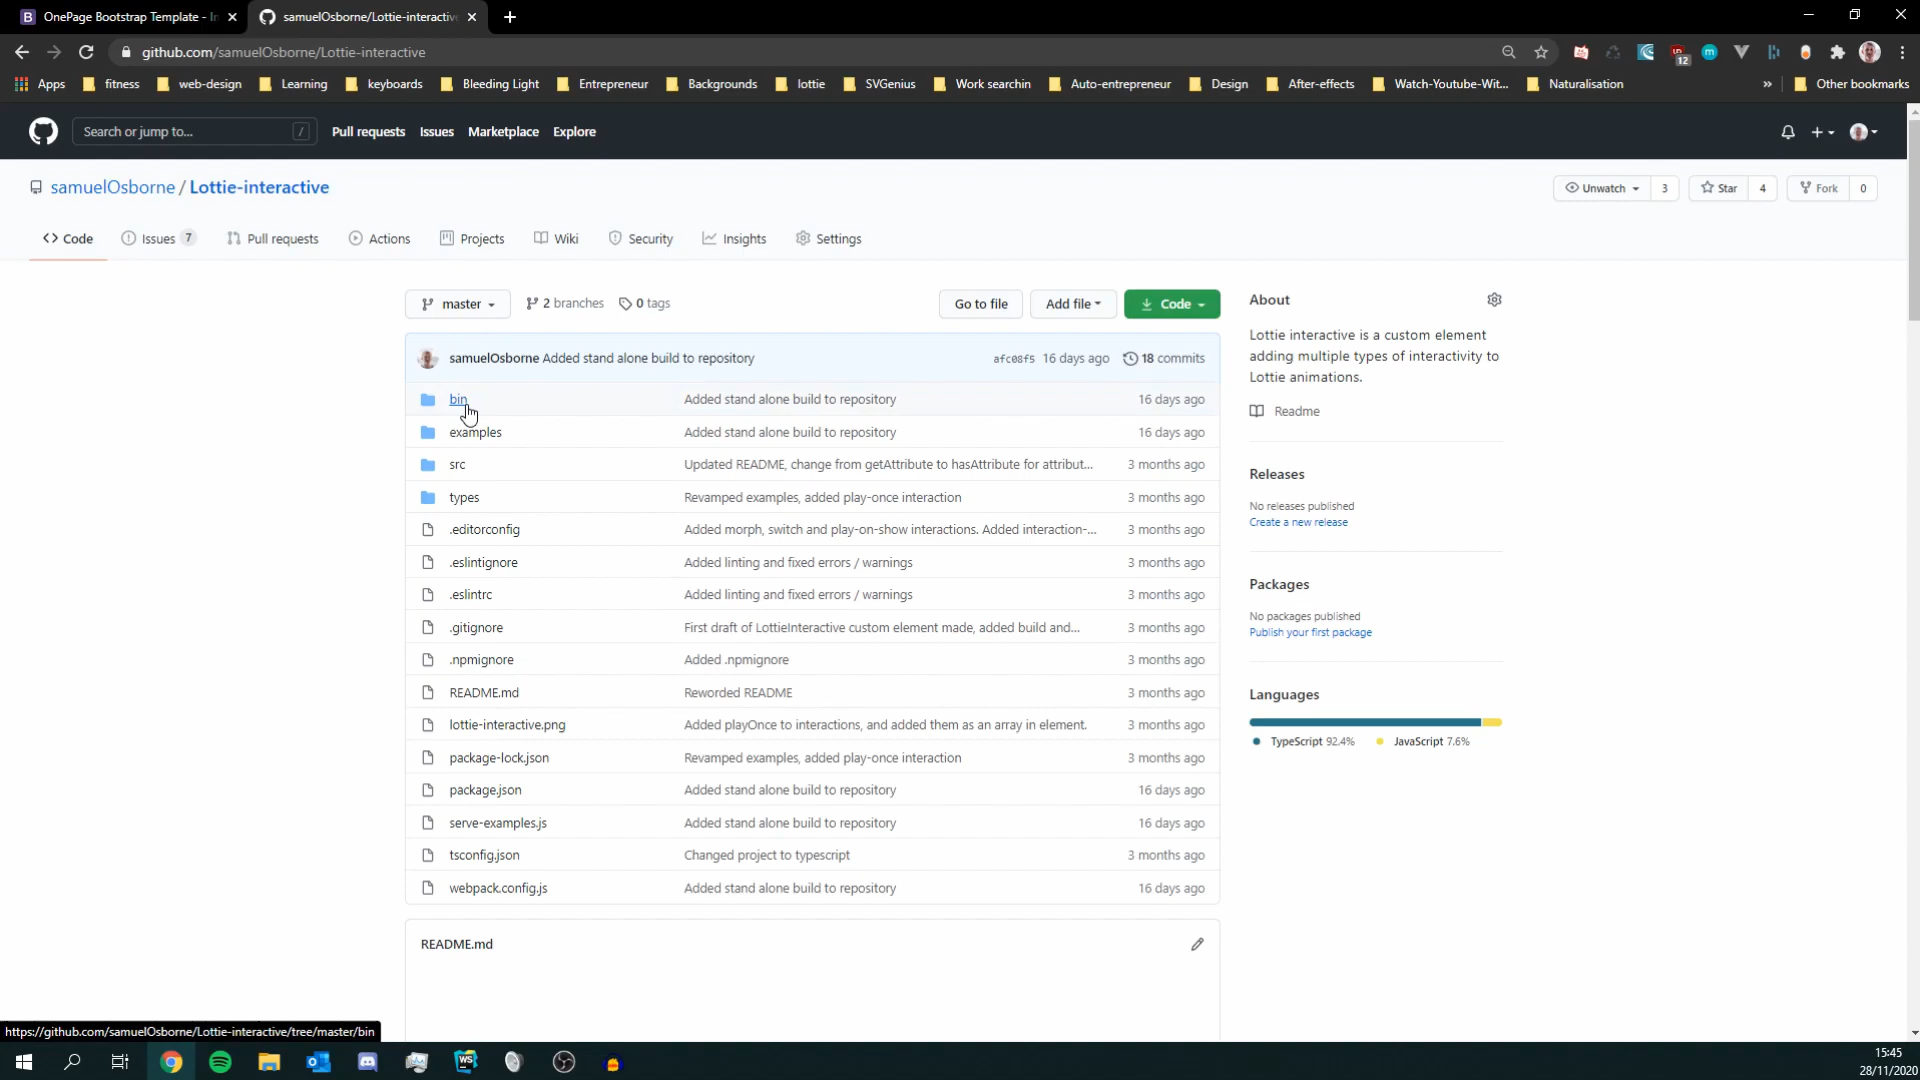 OnePage Bootstrap Template - In
samuelOsborne/Lottie-interactive
github.com/samuelOsborne/Lottie-interactive
12
Apps fitness web-design Learning keyboards Bleeding Light Entrepreneur Backgrounds lottie SVGenius Work searchin Auto-entrepreneur Design After-effects Watch-Youtube-Wit... Naturalisation » Other bookmarks
Search or jump to... / Pull requests Issues Marketplace Explore
samuelOsborne / Lottie-interactive Unwatch 3 Star 4 Fork 0
Code Issues 7 Pull requests Actions Projects Wiki Security Insights Settings
master 2 branches 0 tags Go to file Add file Code
samuelOsborne Added stand alone build to repository afc08f5 16 days ago 18 commits
bin Added stand alone build to repository 16 days ago
examples Added stand alone build to repository 16 days ago
src Updated README, change from getAttribute to hasAttribute for attribut... 3 months ago
types Revamped examples, added play-once interaction 3 months ago
.editorconfig Added morph, switch and play-on-show interactions. Added interaction-... 3 months ago
.eslintignore Added linting and fixed errors / warnings 3 months ago
.eslintrc Added linting and fixed errors / warnings 3 months ago
.gitignore First draft of LottieInteractive custom element made, added build and... 3 months ago
.npmignore Added .npmignore 3 months ago
README.md Reworded README 3 months ago
lottie-interactive.png Added playOnce to interactions, and added them as an array in element. 3 months ago
package-lock.json Revamped examples, added play-once interaction 3 months ago
package.json Added stand alone build to repository 16 days ago
serve-examples.js Added stand alone build to repository 16 days ago
tsconfig.json Changed project to typescript 3 months ago
webpack.config.js Added stand alone build to repository 16 days ago
README.md
About
Lottie interactive is a custom element
adding multiple types of interactivity to
Lottie animations.
Readme
Releases
No releases published
Create a new release
Packages
No packages published
Publish your first package
Languages
TypeScript 92.4% JavaScript 7.6%
https://github.com/samuelOsborne/Lottie-interactive/tree/master/bin
WS
15:45
28/11/2020